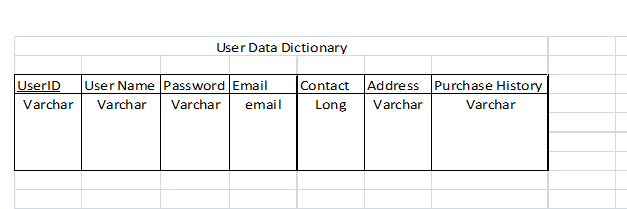 User Data Dictionary
UserID User Name Password Email Contact Address Purchase History
Varchar Varchar Varchar email Long Varchar Varchar